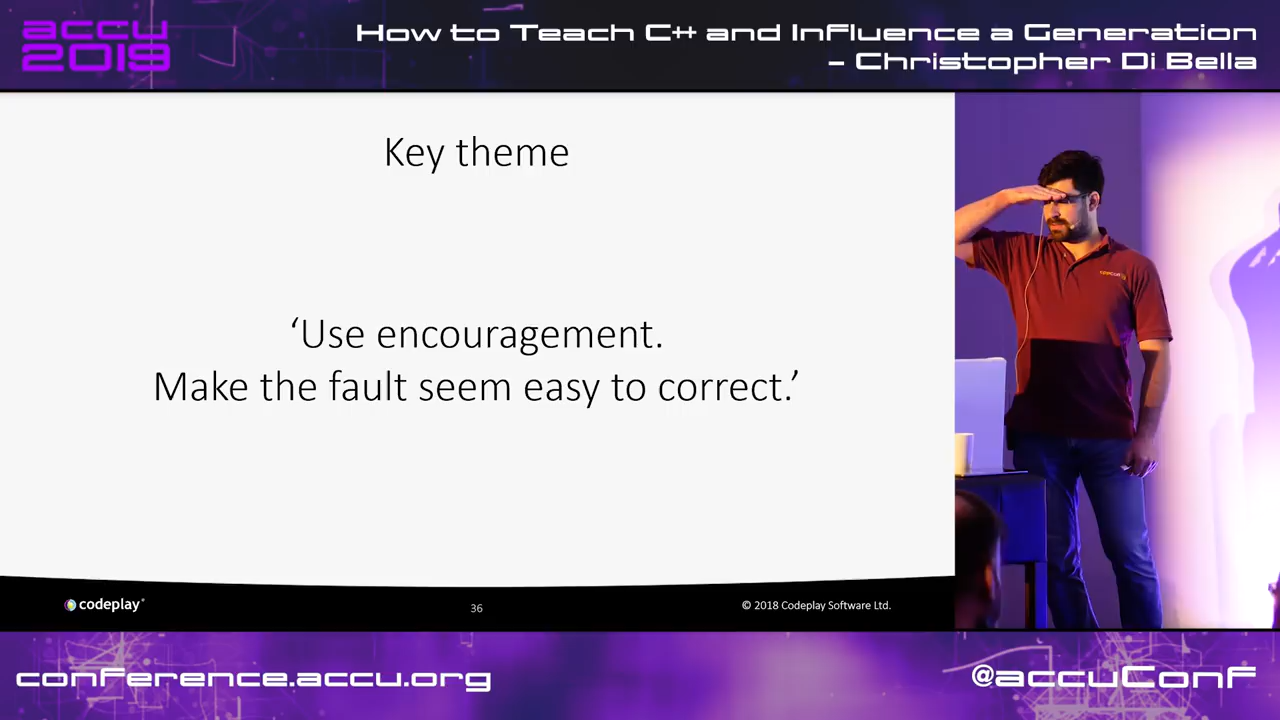 accu
2019
How to Teach C++ and Influence a Generation
– Christopher Di Bella
Key theme
‘Use encouragement.
Make the fault seem easy to correct.’
codeplay®
36
© 2018 Codeplay Software Ltd.
conference.accu.org
@accuConf